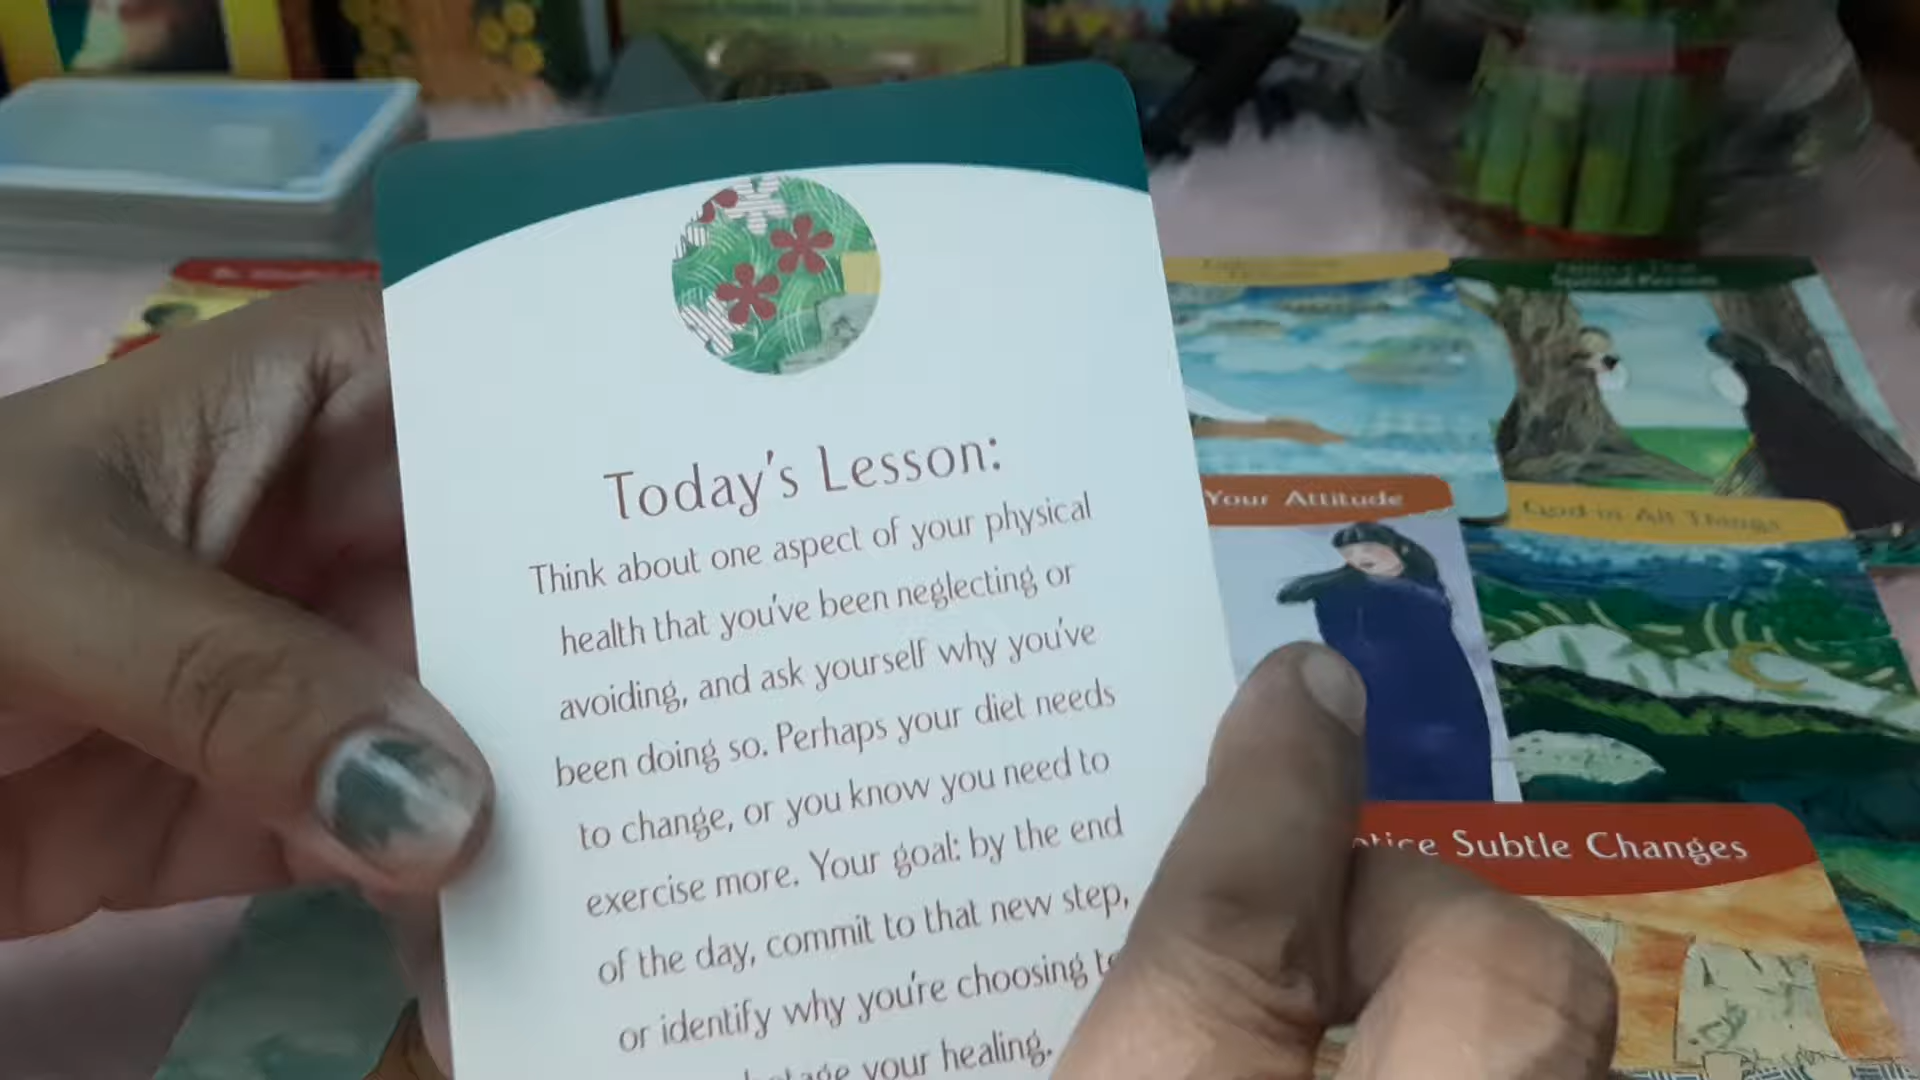 Today's Lesson:
Think about one aspect of your physical
health that you've been neglecting or
avoiding, and ask yourself why you've
been doing so. Perhaps your diet needs
to change, or you know you need to
exercise more. Your goal: by the end
of the day, commit to that new step,
or identify why you're choosing
your healing.
Your Attitude
God in All Things
Subtle Changes